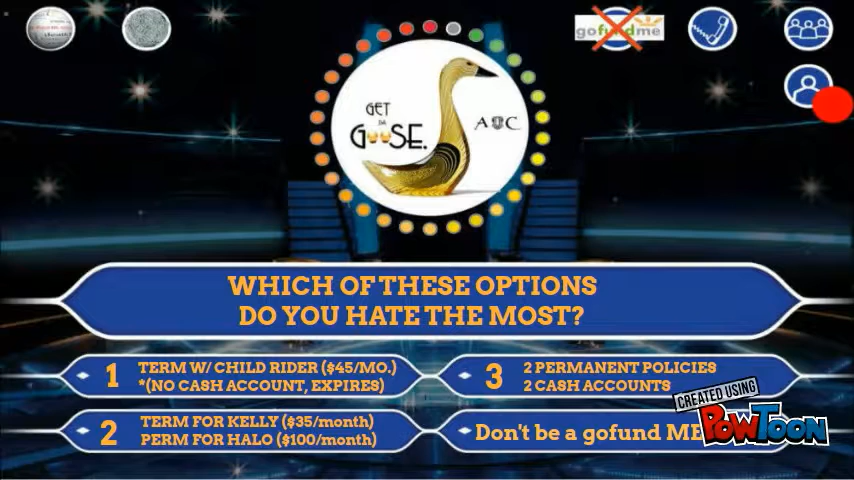 gofundme
GET
DA
GOOSE.
AOC
WHICH OF THESE OPTIONS
DO YOU HATE THE MOST?
1 TERM W/ CHILD RIDER ($45/MO.)
*(NO CASH ACCOUNT, EXPIRES)
3 2 PERMANENT POLICIES
2 CASH ACCOUNTS
2 TERM FOR KELLY ($35/month)
PERM FOR HALO ($100/month)
Don't be a gofund ME
CREATED USING
POWTOON